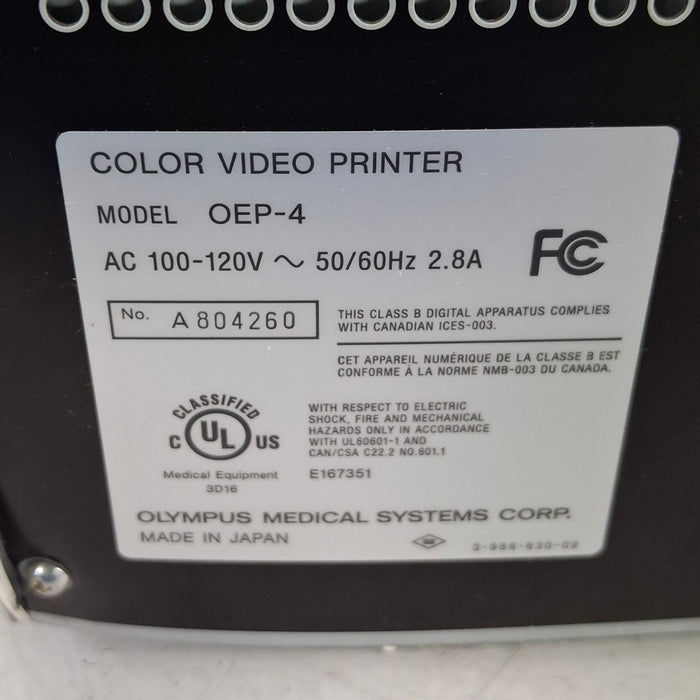 COLOR VIDEO PRINTER
MODEL OEP-4
AC 100-120V ～ 50/60Hz 2.8A
FC
No. A804260
THIS CLASS B DIGITAL APPARATUS COMPLIES
WITH CANADIAN ICES-003.
CET APPAREIL NUMÉRIQUE DE LA CLASSE B EST
CONFORME À LA NORME NMB-003 DU CANADA.
CLASSIFIED
C UL US
Medical Equipment
3D16
WITH RESPECT TO ELECTRIC
SHOCK, FIRE AND MECHANICAL
HAZARDS ONLY IN ACCORDANCE
WITH UL60601-1 AND
CAN/CSA C22.2 NO.601.1
E167351
OLYMPUS MEDICAL SYSTEMS CORP.
MADE IN JAPAN
3-986-630-02